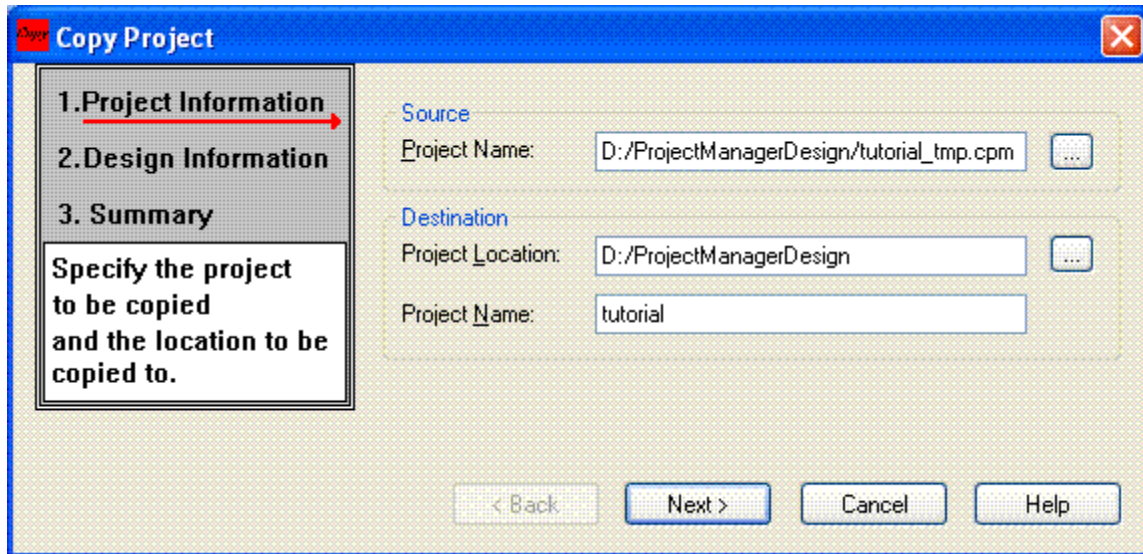 Copy Project
1.Project Information
2.Design Information
3. Summary
Specify the project
to be copied
and the location to be
copied to.
Source
Project Name: D:/ProjectManagerDesign/tutorial_tmp.cpm ...
Destination
Project Location: D:/ProjectManagerDesign ...
Project Name: tutorial
< Back Next > Cancel Help